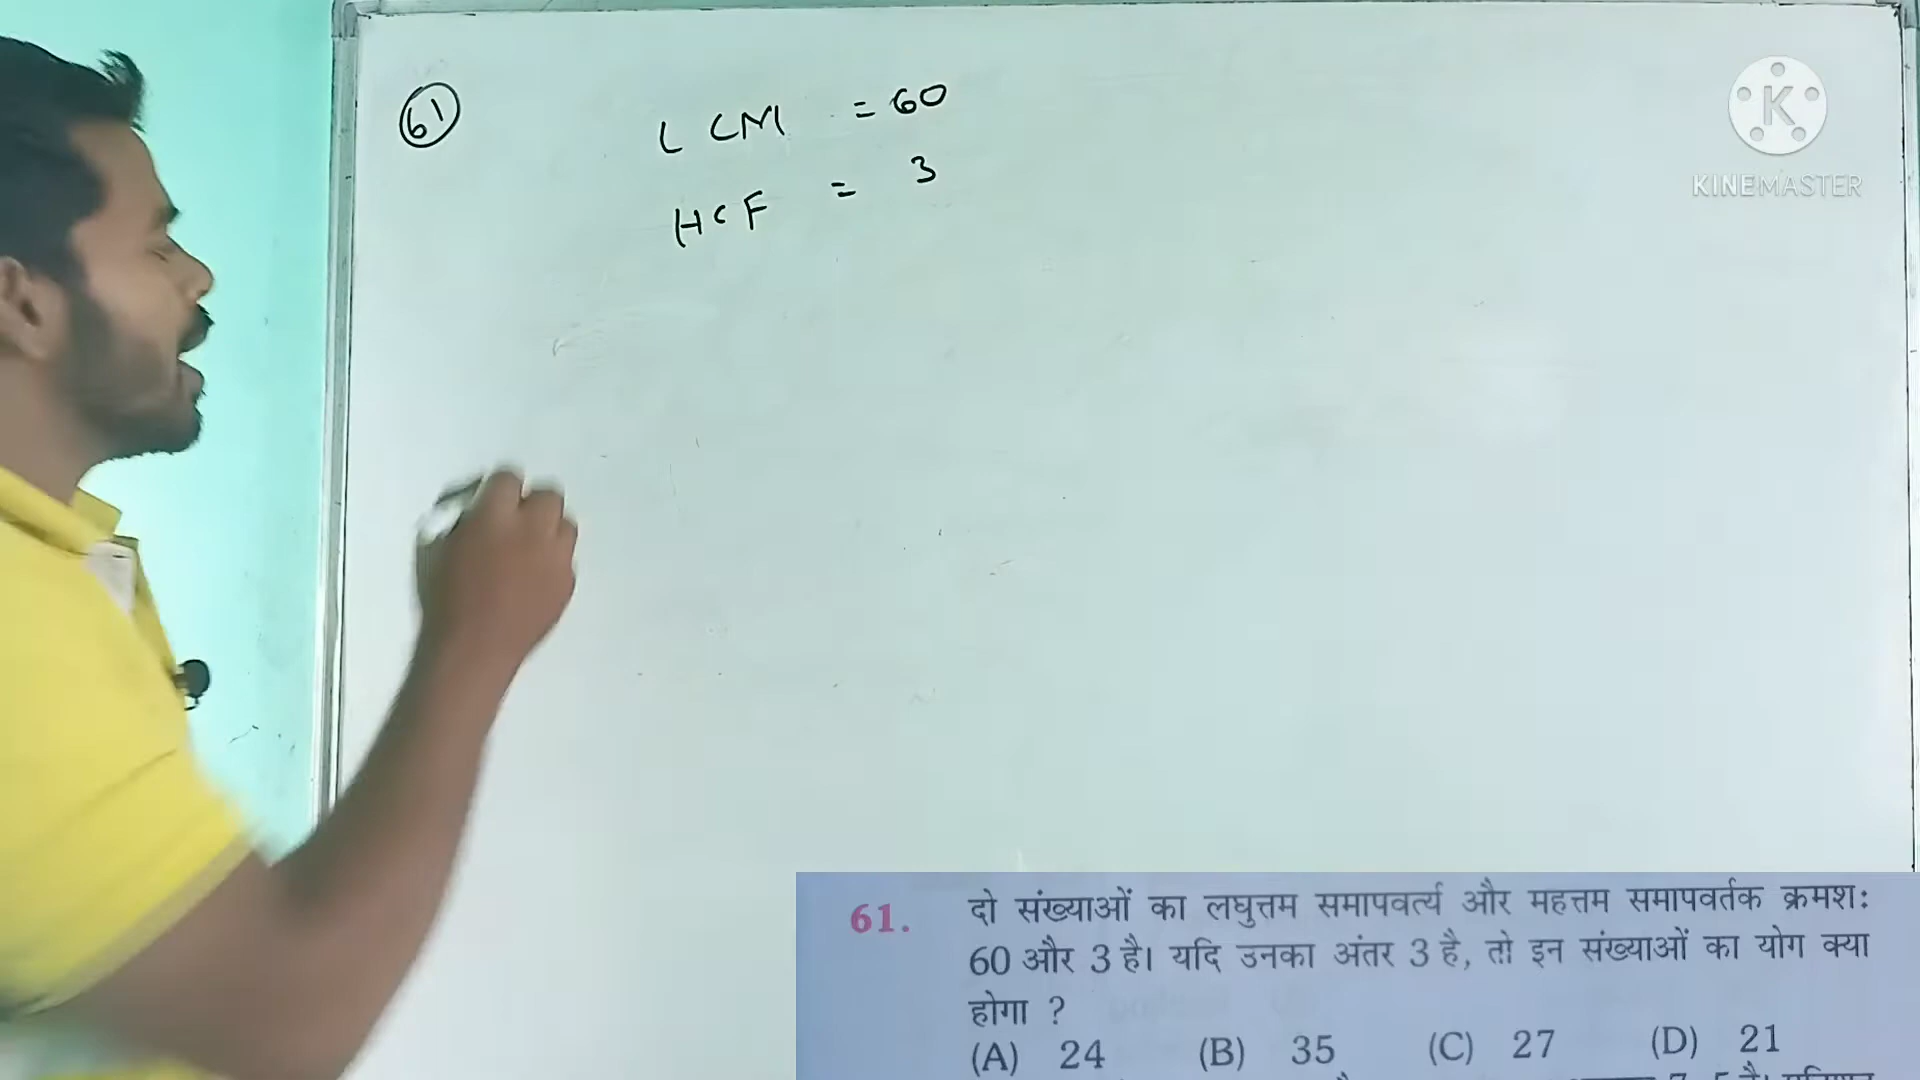 61
LCM = 60
HCF = 3
K
KINEMASTER
61. दो संख्याओं का लघुत्तम समापवर्त्य और महत्तम समापवर्तक क्रमशः
60 और 3 है। यदि उनका अंतर 3 है, तो इन संख्याओं का योग क्या
होगा ?
(A) 24 (B) 35 (C) 27 (D) 21